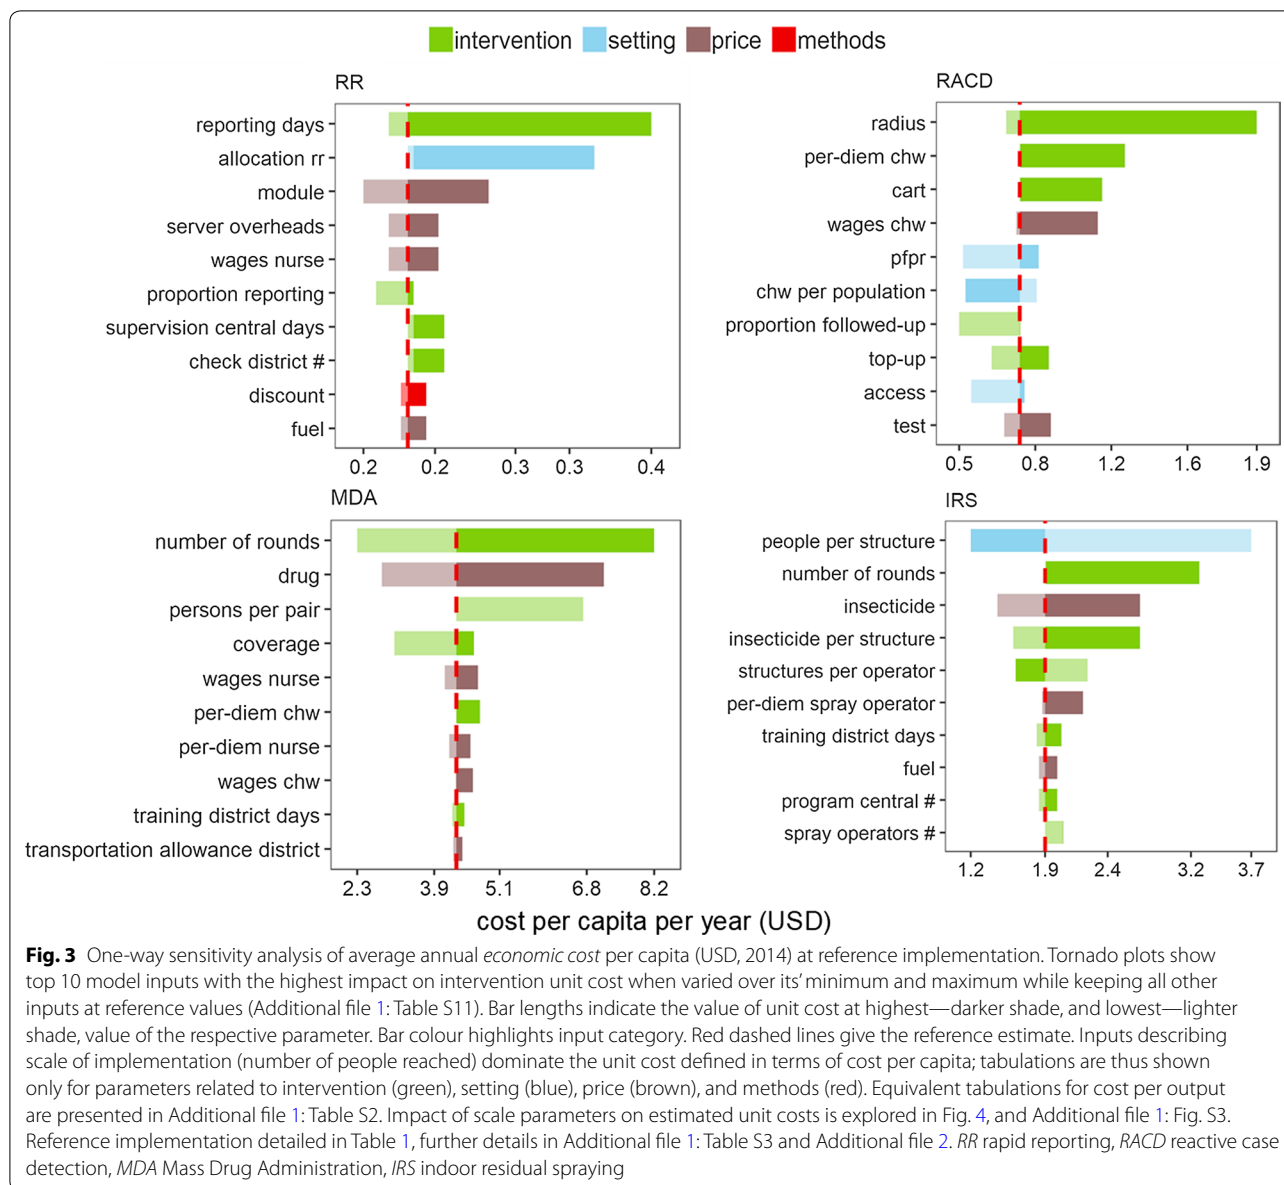 intervention setting price methods
RR
reporting days
allocation rr
module
server overheads
wages nurse
proportion reporting
supervision central days
check district #
discount
fuel
0.2 0.2 0.3 0.3 0.4
RACD
radius
per-diem chw
cart
wages chw
pfpr
chw per population
proportion followed-up
top-up
access
test
0.5 0.8 1.2 1.6 1.9
MDA
number of rounds
drug
persons per pair
coverage
wages nurse
per-diem chw
per-diem nurse
wages chw
training district days
transportation allowance district
2.3 3.9 5.1 6.8 8.2
IRS
people per structure
number of rounds
insecticide
insecticide per structure
structures per operator
per-diem spray operator
training district days
fuel
program central #
spray operators #
1.2 1.9 2.4 3.2 3.7
cost per capita per year (USD)
Fig. 3 One-way sensitivity analysis of average annual economic cost per capita (USD, 2014) at reference implementation. Tornado plots show
top 10 model inputs with the highest impact on intervention unit cost when varied over its’ minimum and maximum while keeping all other
inputs at reference values (Additional file 1: Table S11). Bar lengths indicate the value of unit cost at highest—darker shade, and lowest—lighter
shade, value of the respective parameter. Bar colour highlights input category. Red dashed lines give the reference estimate. Inputs describing
scale of implementation (number of people reached) dominate the unit cost defined in terms of cost per capita; tabulations are thus shown
only for parameters related to intervention (green), setting (blue), price (brown), and methods (red). Equivalent tabulations for cost per output
are presented in Additional file 1: Table S2. Impact of scale parameters on estimated unit costs is explored in Fig. 4, and Additional file 1: Fig. S3.
Reference implementation detailed in Table 1, further details in Additional file 1: Table S3 and Additional file 2. RR rapid reporting, RACD reactive case
detection, MDA Mass Drug Administration, IRS indoor residual spraying